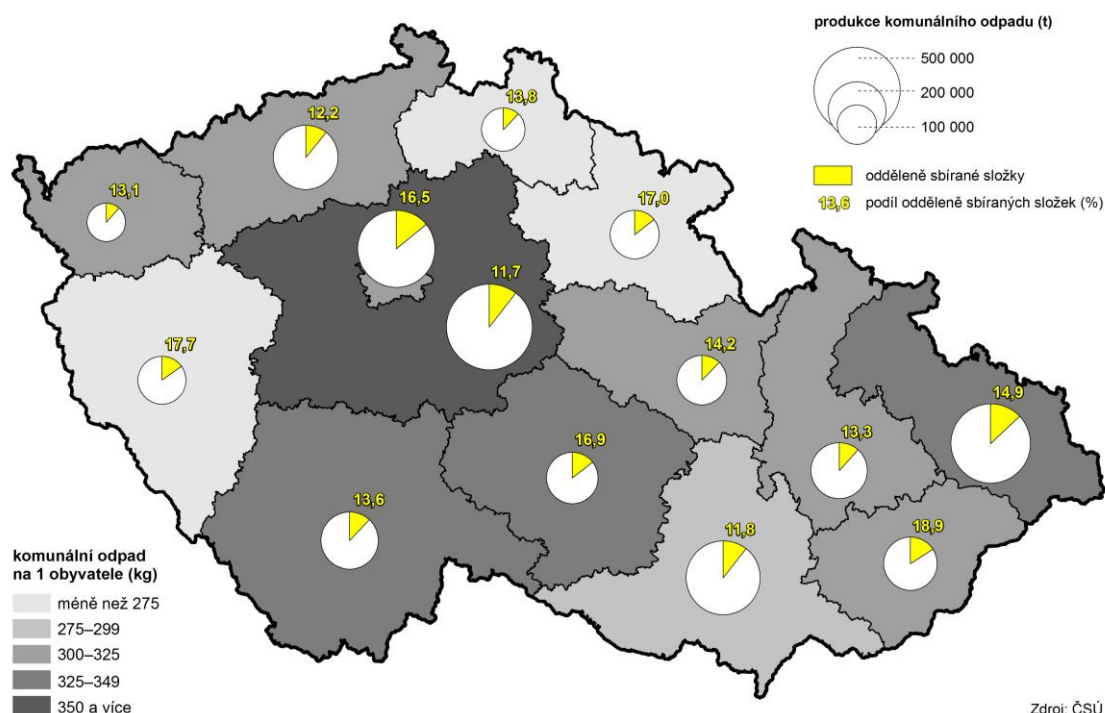 produkce komunálního odpadu (t)
500 000
200 000
100 000
odděleně sbírané složky
13,6 podíl odděleně sbíraných složek (%)
13,8
12,2
13,1
16,5
17,0
11,7
17,7
14,2
14,9
16,9
13,3
13,6
11,8
18,9
komunální odpad
na 1 obyvatele (kg)
méně než 275
275–299
300–325
325–349
350 a více
Zdroj: ČSÚ